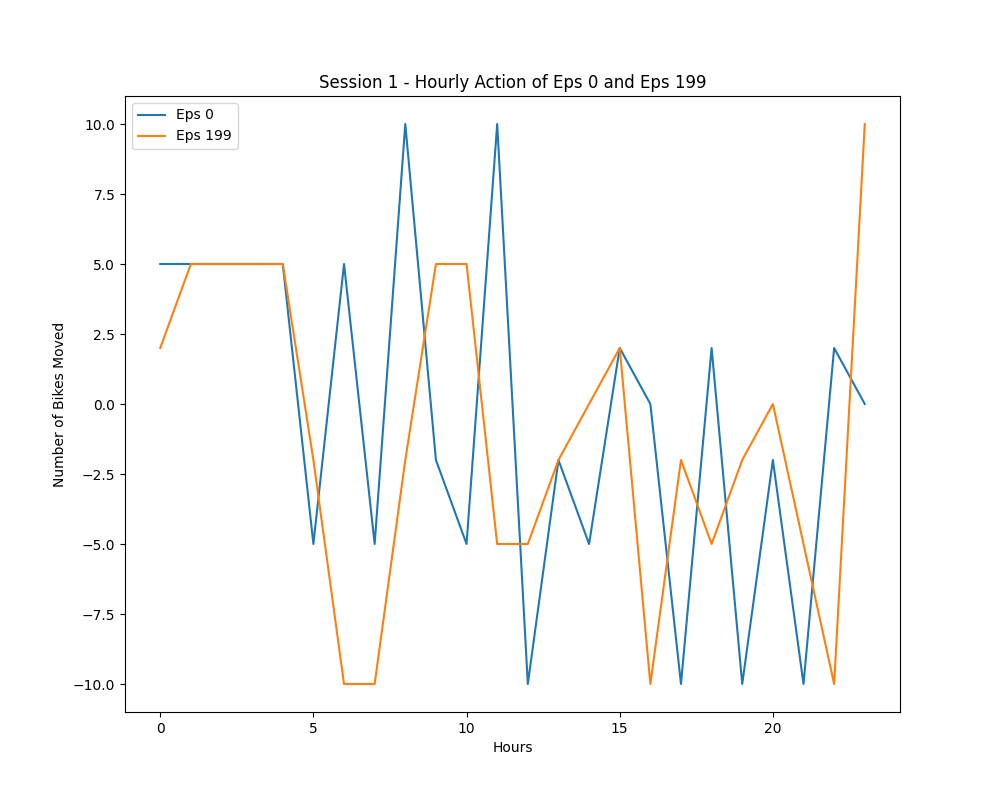 Session 1 - Hourly Action of Eps 0 and Eps 199
Eps 0
Eps 199
Number of Bikes Moved
10.0
7.5
5.0
2.5
0.0
−2.5
−5.0
−7.5
−10.0
0 5 10 15 20
Hours